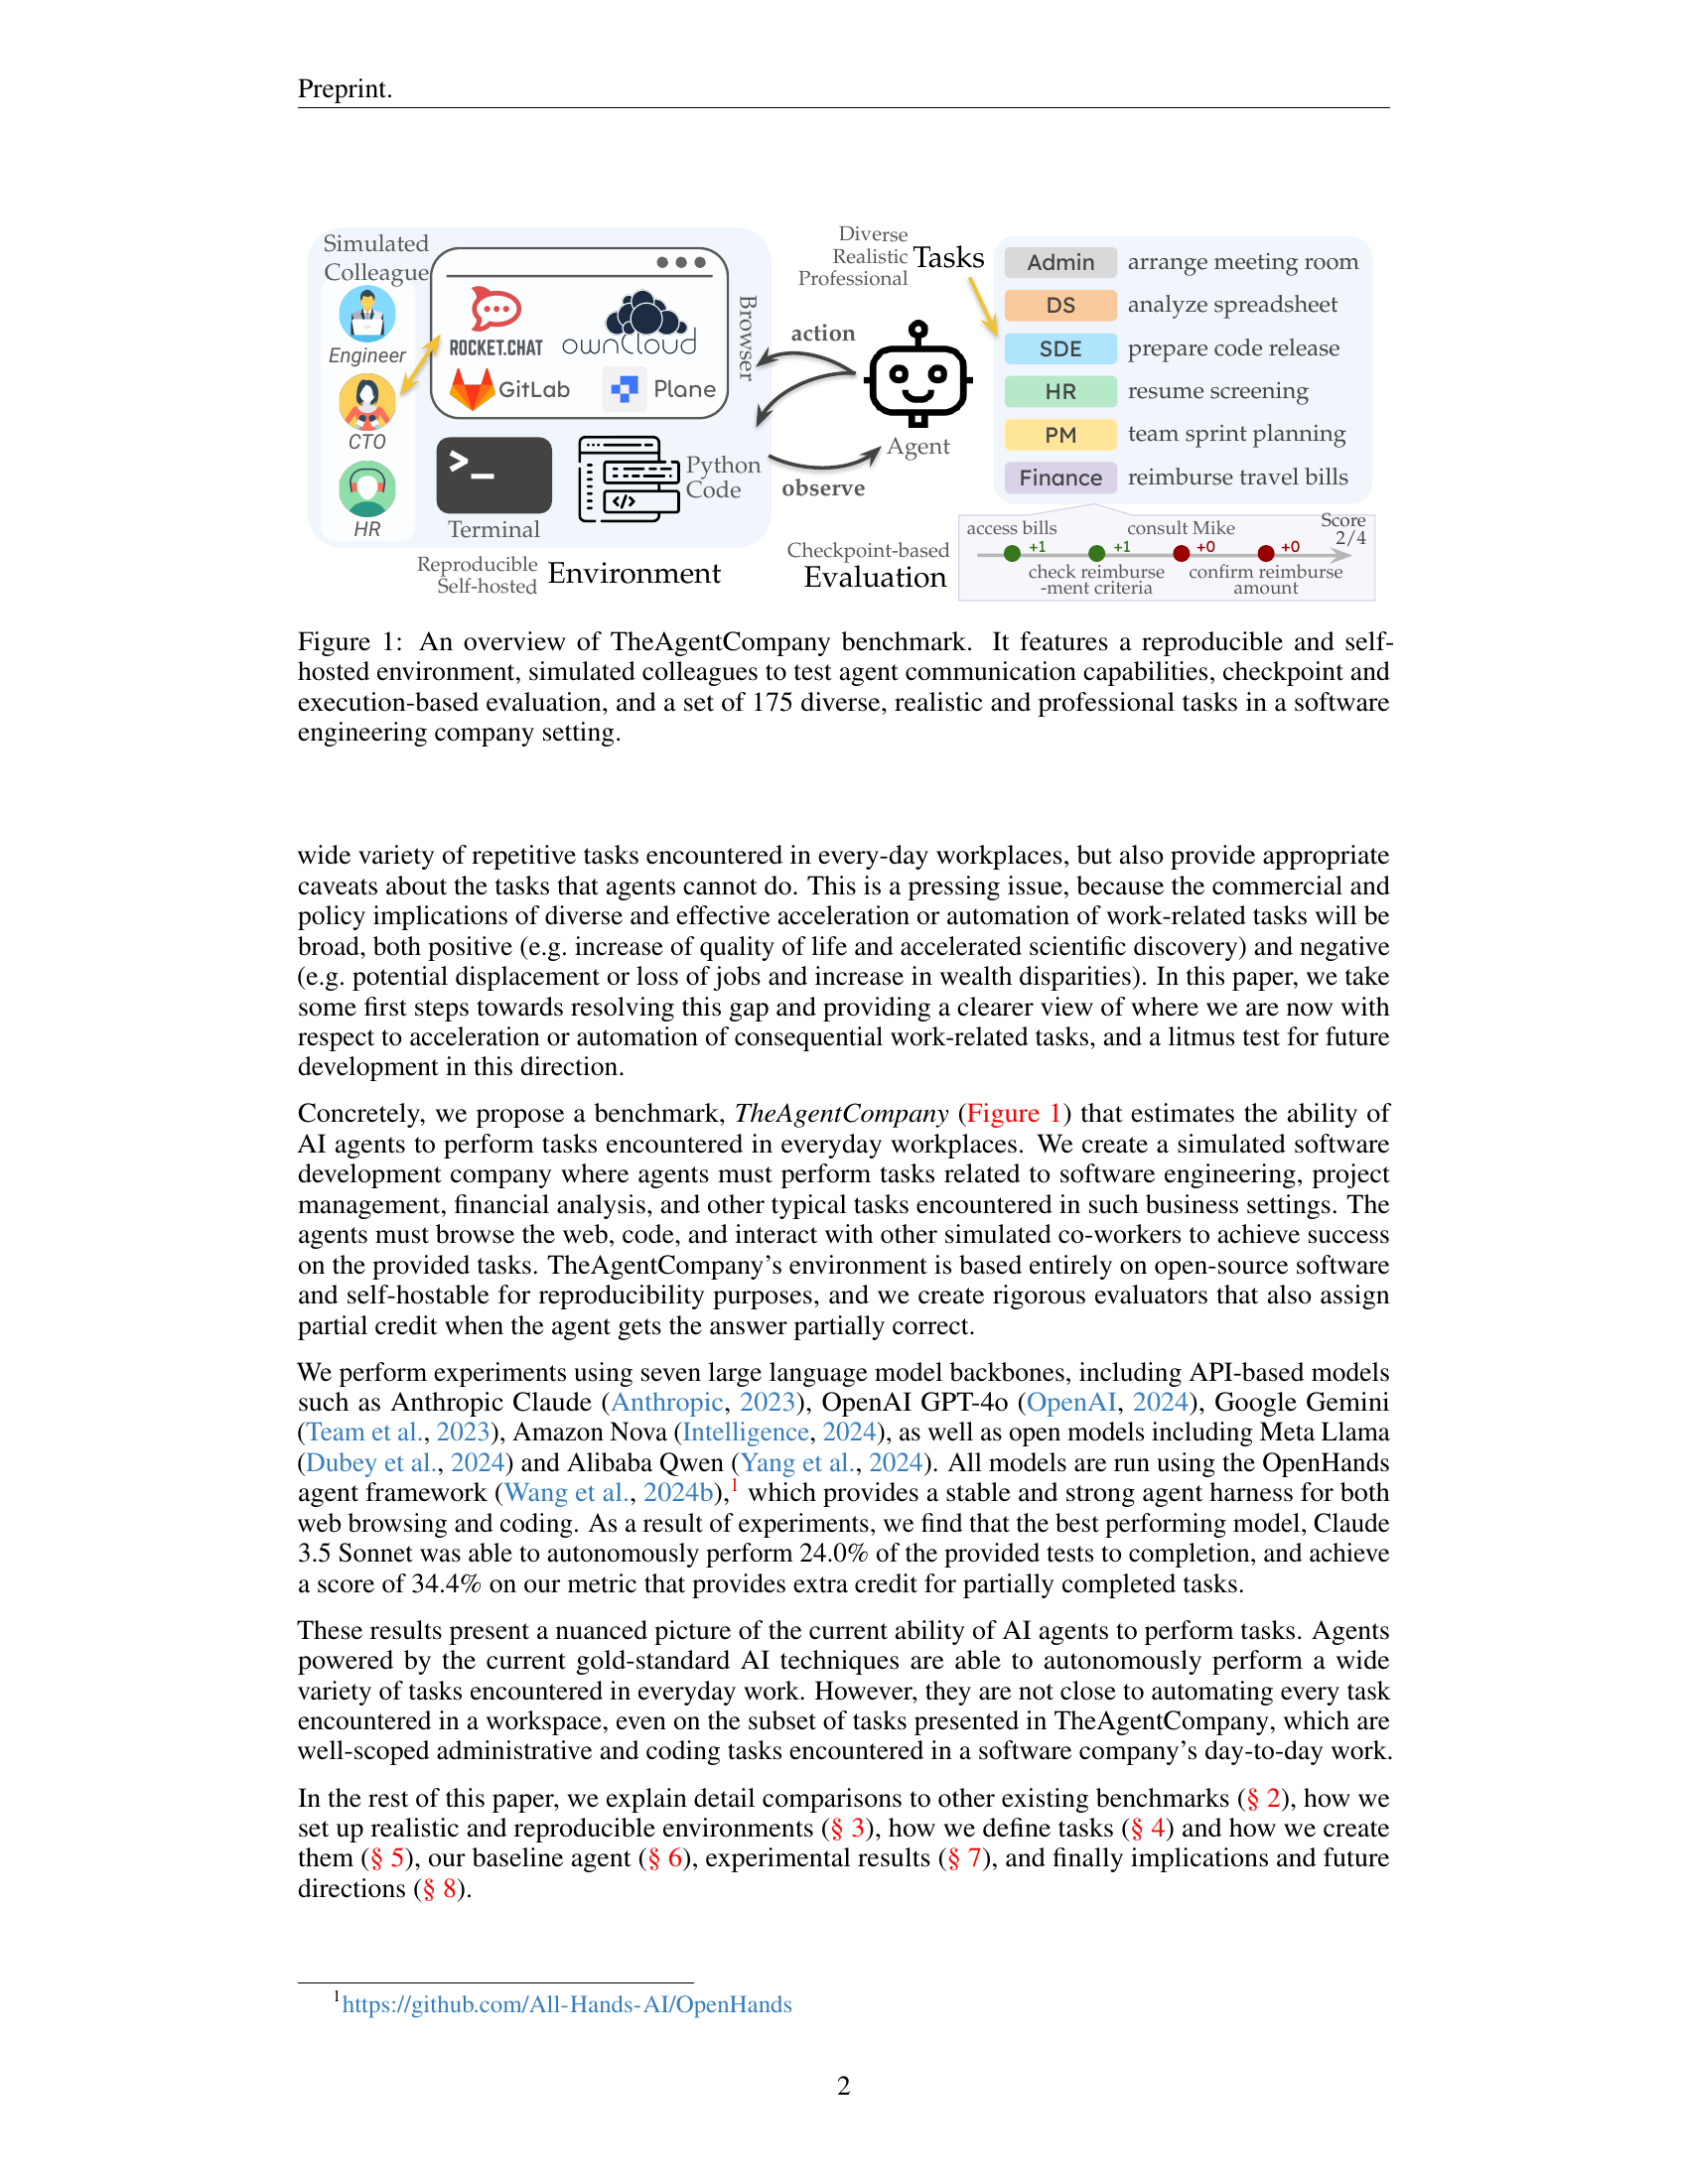 Preprint.
Simulated
Colleague
Engineer
CTO
HR
ROCKET.CHAT
ownCloud
GitLab
Plane
Browser
>_
Terminal
</>
Python
Code
Reproducible
Self-hosted
Environment
action
observe
Agent
Diverse
Realistic
Professional
Tasks
Admin arrange meeting room
DS analyze spreadsheet
SDE prepare code release
HR resume screening
PM team sprint planning
Finance reimburse travel bills
Checkpoint-based
Evaluation
access bills
consult Mike
Score
2/4
+1 +1 +0 +0
check reimburse
-ment criteria
confirm reimburse
amount
Figure 1: An overview of TheAgentCompany benchmark. It features a reproducible and self-
hosted environment, simulated colleagues to test agent communication capabilities, checkpoint and
execution-based evaluation, and a set of 175 diverse, realistic and professional tasks in a software
engineering company setting.
wide variety of repetitive tasks encountered in every-day workplaces, but also provide appropriate
caveats about the tasks that agents cannot do. This is a pressing issue, because the commercial and
policy implications of diverse and effective acceleration or automation of work-related tasks will be
broad, both positive (e.g. increase of quality of life and accelerated scientific discovery) and negative
(e.g. potential displacement or loss of jobs and increase in wealth disparities). In this paper, we take
some first steps towards resolving this gap and providing a clearer view of where we are now with
respect to acceleration or automation of consequential work-related tasks, and a litmus test for future
development in this direction.
Concretely, we propose a benchmark, TheAgentCompany (Figure 1) that estimates the ability of
AI agents to perform tasks encountered in everyday workplaces. We create a simulated software
development company where agents must perform tasks related to software engineering, project
management, financial analysis, and other typical tasks encountered in such business settings. The
agents must browse the web, code, and interact with other simulated co-workers to achieve success
on the provided tasks. TheAgentCompany's environment is based entirely on open-source software
and self-hostable for reproducibility purposes, and we create rigorous evaluators that also assign
partial credit when the agent gets the answer partially correct.
We perform experiments using seven large language model backbones, including API-based models
such as Anthropic Claude (Anthropic, 2023), OpenAI GPT-4o (OpenAI, 2024), Google Gemini
(Team et al., 2023), Amazon Nova (Intelligence, 2024), as well as open models including Meta Llama
(Dubey et al., 2024) and Alibaba Qwen (Yang et al., 2024). All models are run using the OpenHands
agent framework (Wang et al., 2024b),1 which provides a stable and strong agent harness for both
web browsing and coding. As a result of experiments, we find that the best performing model, Claude
3.5 Sonnet was able to autonomously perform 24.0% of the provided tests to completion, and achieve
a score of 34.4% on our metric that provides extra credit for partially completed tasks.
These results present a nuanced picture of the current ability of AI agents to perform tasks. Agents
powered by the current gold-standard AI techniques are able to autonomously perform a wide
variety of tasks encountered in everyday work. However, they are not close to automating every task
encountered in a workspace, even on the subset of tasks presented in TheAgentCompany, which are
well-scoped administrative and coding tasks encountered in a software company's day-to-day work.
In the rest of this paper, we explain detail comparisons to other existing benchmarks (§ 2), how we
set up realistic and reproducible environments (§ 3), how we define tasks (§ 4) and how we create
them (§ 5), our baseline agent (§ 6), experimental results (§ 7), and finally implications and future
directions (§ 8).
1https://github.com/All-Hands-AI/OpenHands
2